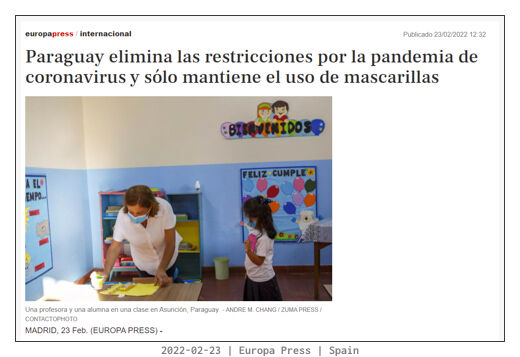 europapress / internacional
Publicado 23/02/2022 12:32
Paraguay elimina las restricciones por la pandemia de
coronavirus y sólo mantiene el uso de mascarillas
BIENVENIDOS
FELIZ CUMPLE
A EL
EMPO...
Una profesora y una alumna en una clase en Asunción, Paraguay - ANDRE M. CHANG / ZUMA PRESS /
CONTACTOPHOTO
MADRID, 23 Feb. (EUROPA PRESS) -
2022-02-23 | Europa Press | Spain